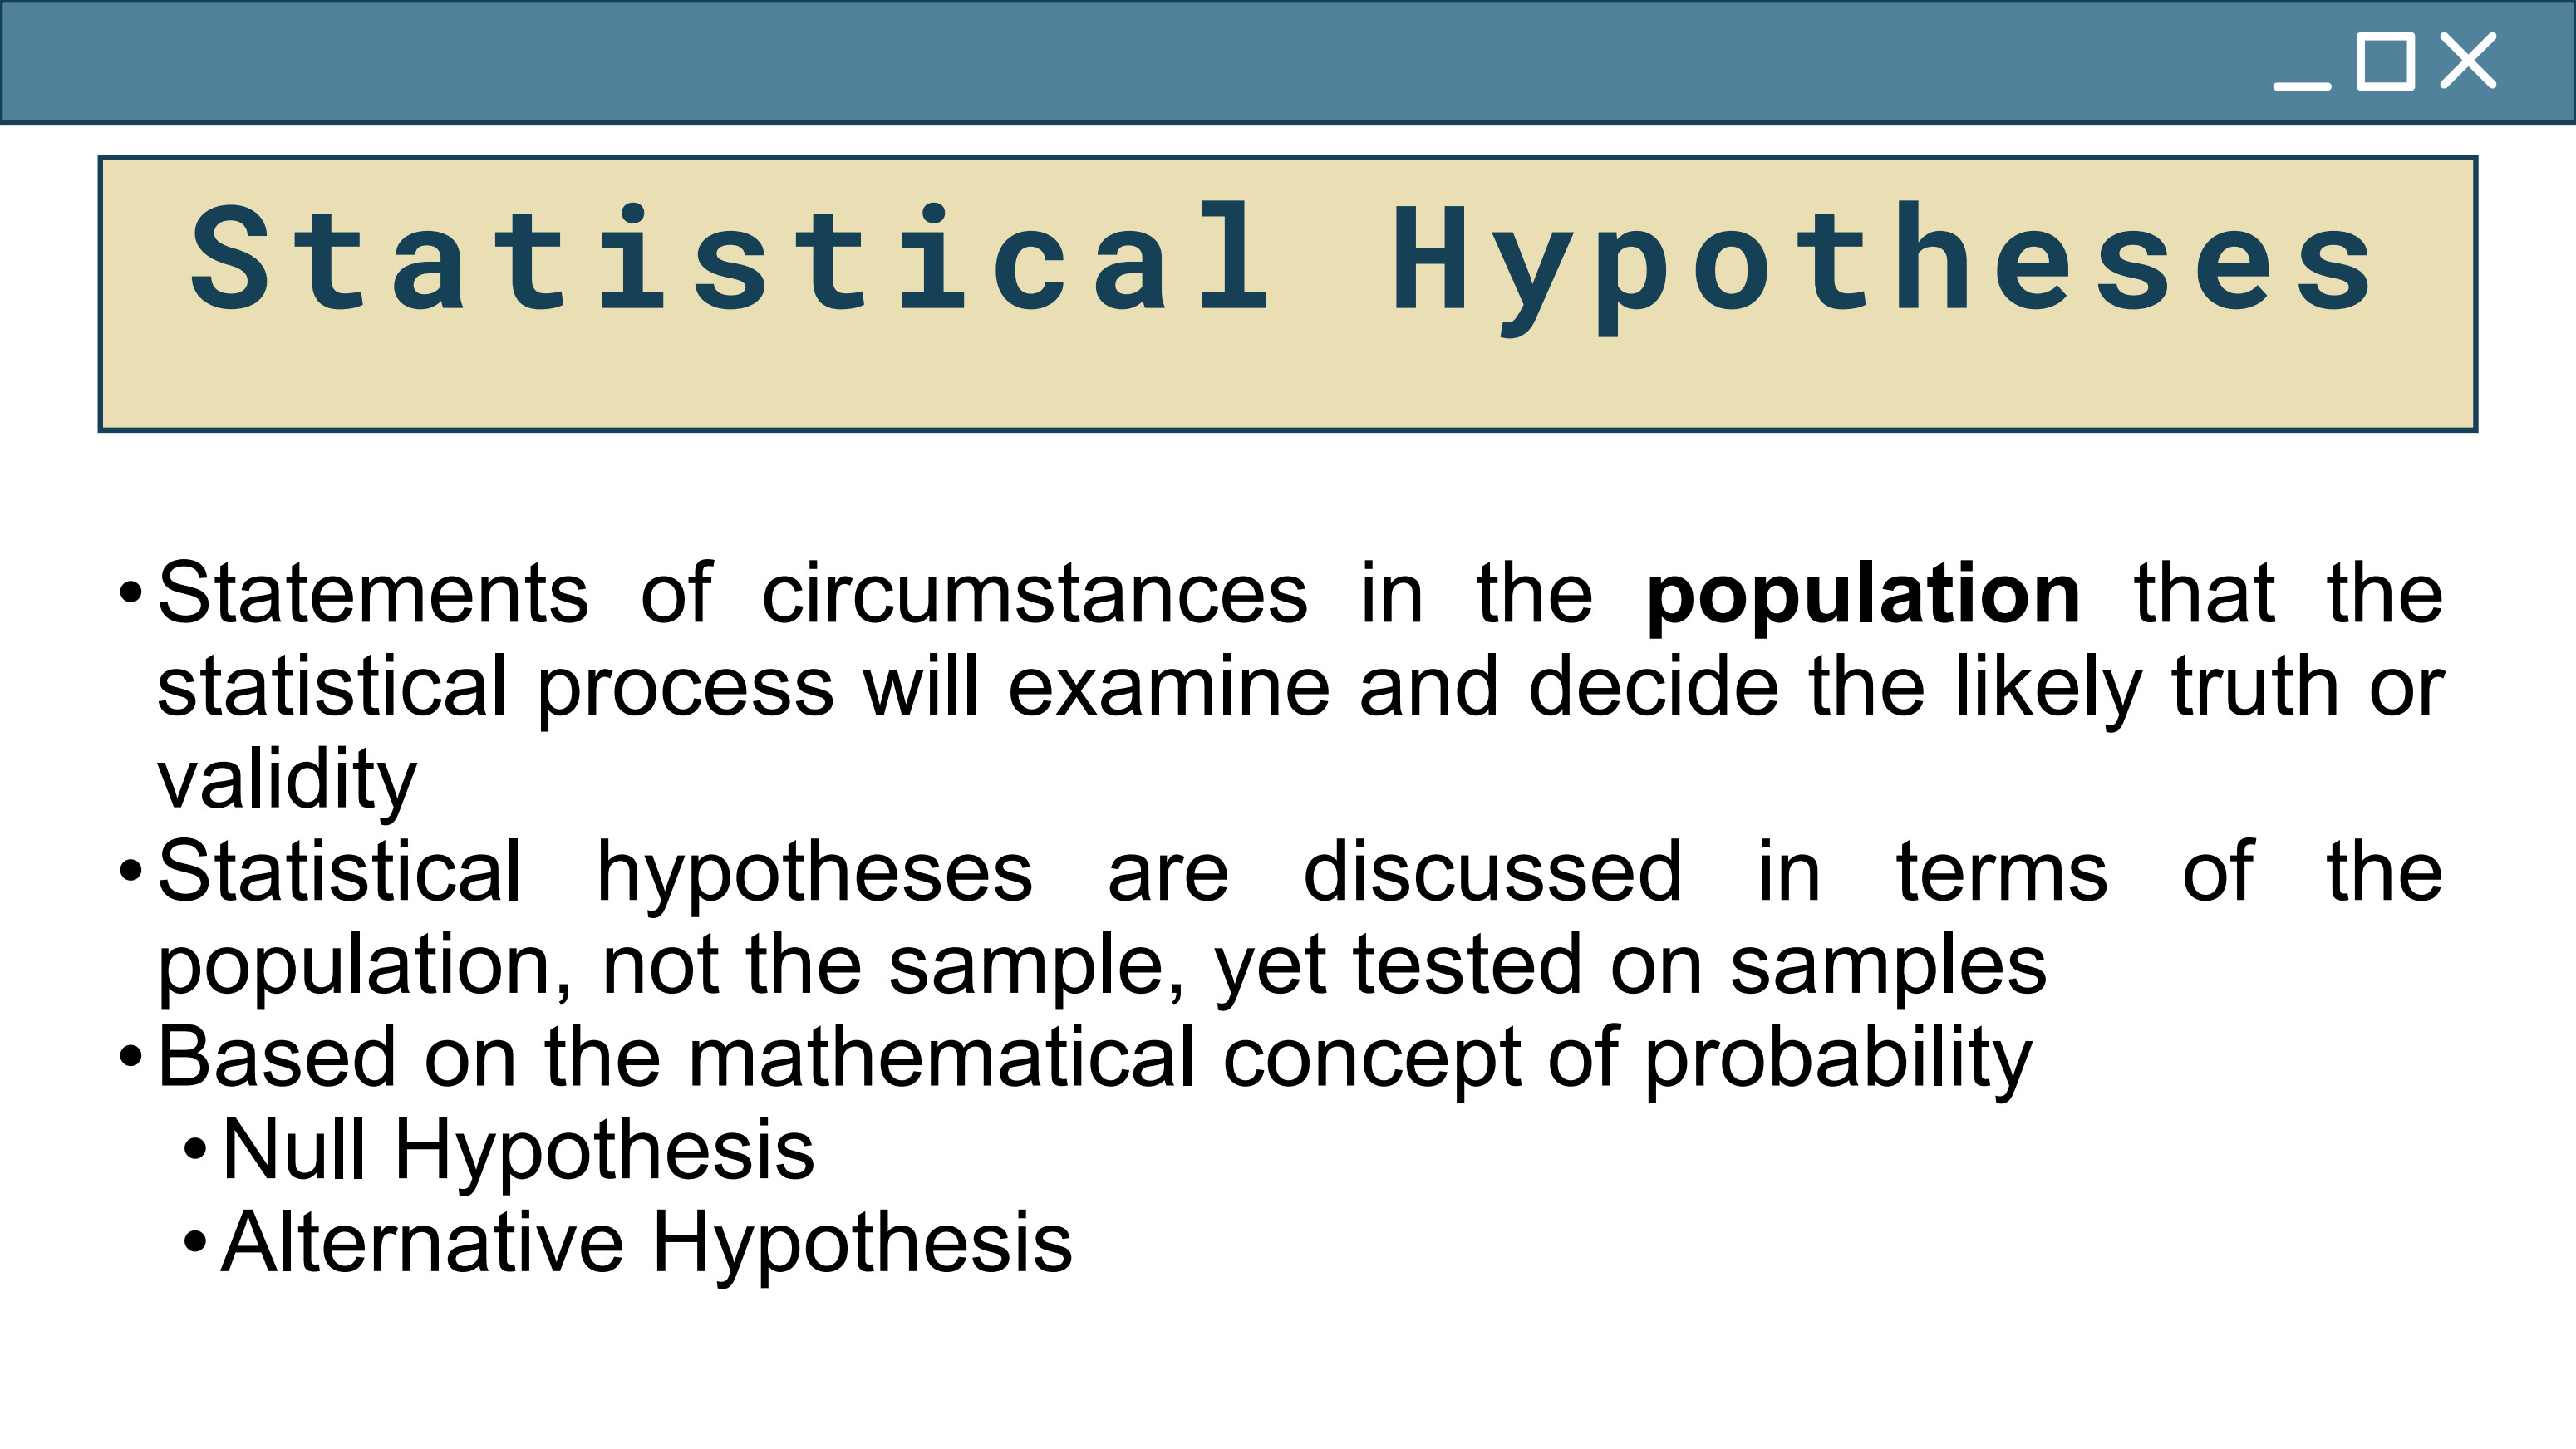 Statistical Hypotheses
•Statements of circumstances in the population that the
statistical process will examine and decide the likely truth or
validity
•Statistical hypotheses are discussed in terms of the
population, not the sample, yet tested on samples
•Based on the mathematical concept of probability
•Null Hypothesis
•Alternative Hypothesis